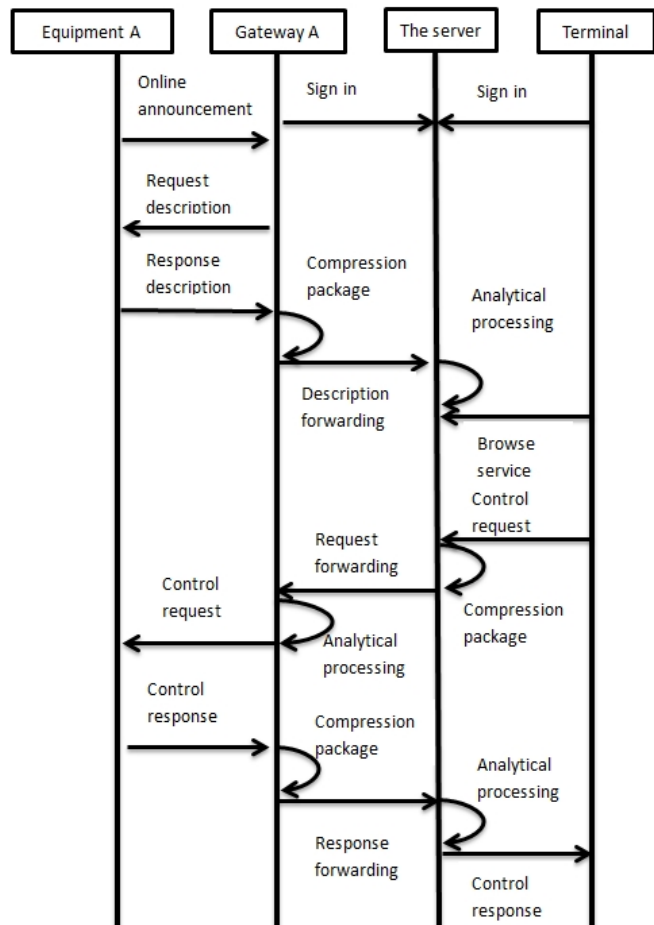 Equipment A
Gateway A
The server
Terminal
Online
announcement
Sign in
Sign in
Request
description
Response
description
Compression
package
Analytical
processing
Description
forwarding
Browse
service
Control
request
Request
forwarding
Control
request
Compression
package
Analytical
processing
Control
response
Compression
package
Analytical
processing
Response
forwarding
Control
response